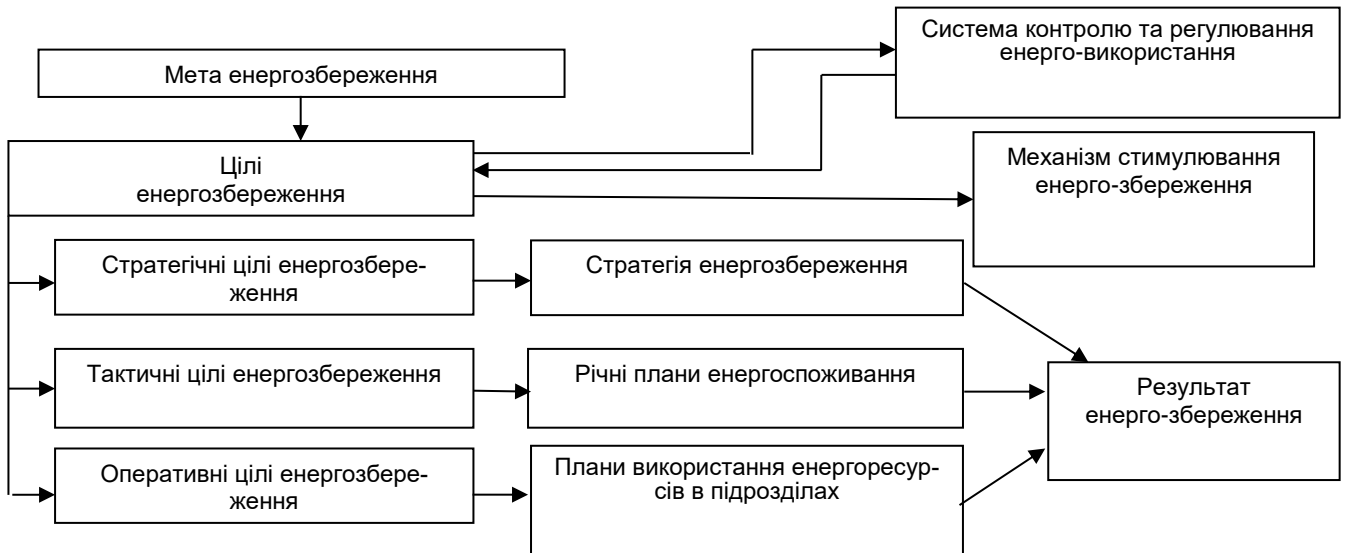 Система контролю та регулювання
енерго-використання
Мета енергозбереження
Цілі
енергозбереження
Механізм стимулювання
енерго-збереження
Стратегічні цілі енергозбере-
ження
Стратегія енергозбереження
Тактичні цілі енергозбереження
Річні плани енергоспоживання
Результат
енерго-збереження
Оперативні цілі енергозбере-
ження
Плани використання енергоресур-
сів в підрозділах